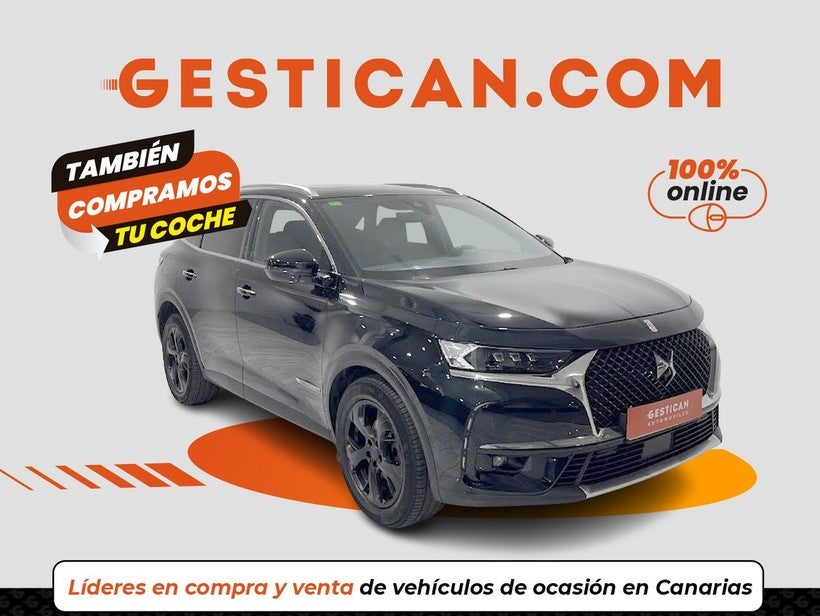 GESTICAN.COM
TAMBIÉN
COMPRAMOS
TU COCHE
100%
online
GESTICAN
AUTOMÓVILES
Líderes en compra y venta de vehículos de ocasión en Canarias